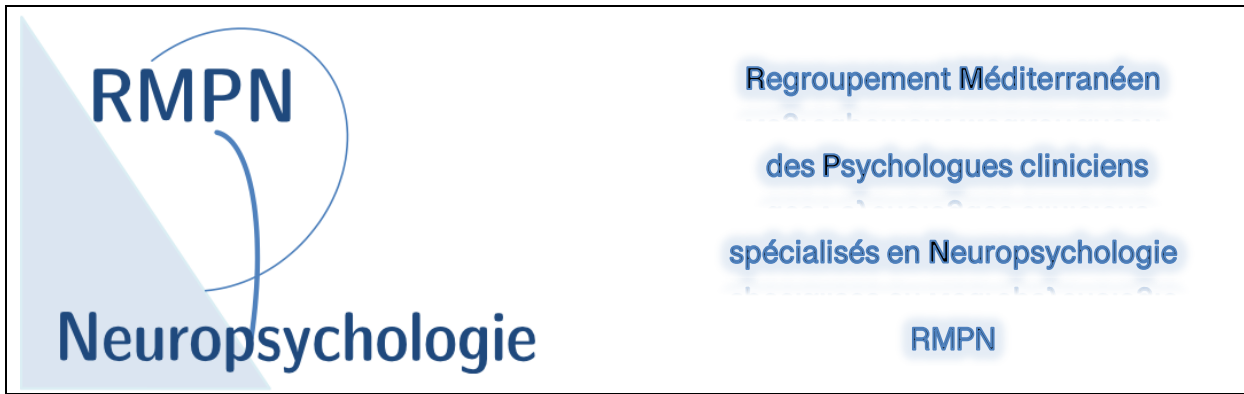 RMPN
Neuropsychologie
Regroupement Méditerranéen
des Psychologues cliniciens
spécialisés en Neuropsychologie
RMPN